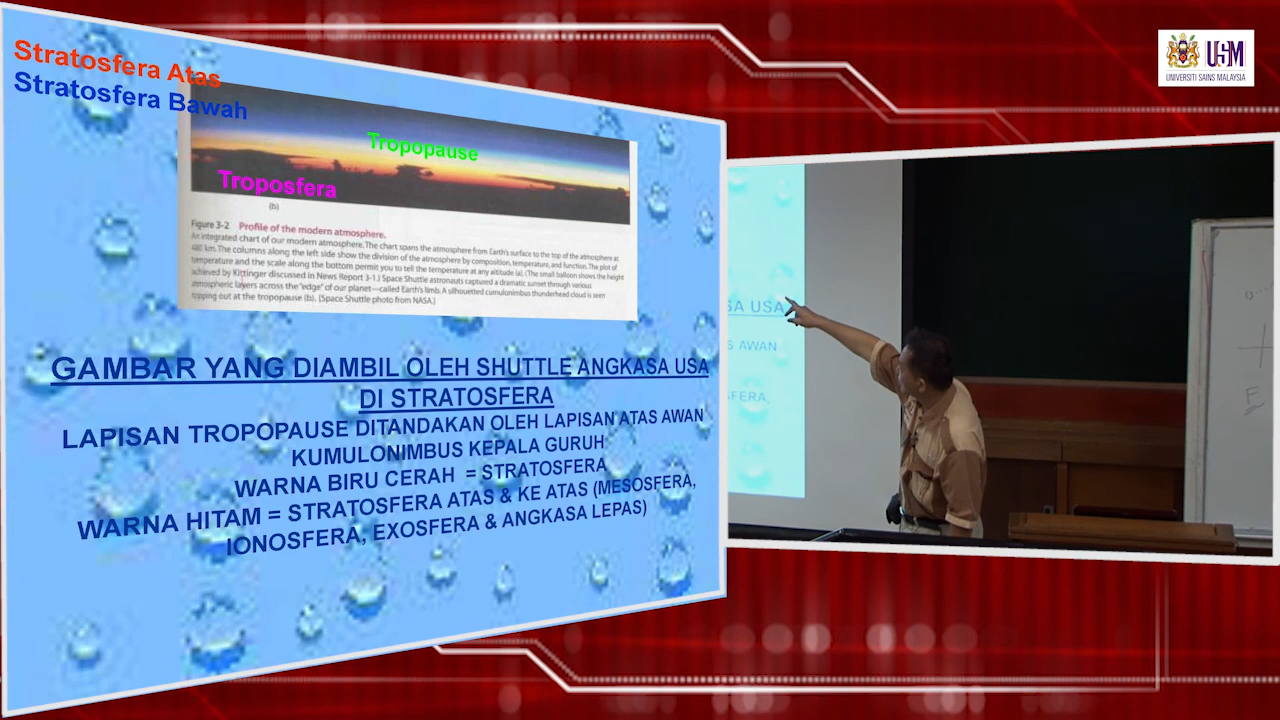 Stratosfera Atas
Stratosfera Bawah
Tropopause
Troposfera
(b)
Figure 3-2 Profile of the modern atmosphere.
An integrated chart of our modern atmosphere. The chart spans the atmosphere from Earth's surface to the top of the atmosphere at
480 km. The columns along the left side show the division of the atmosphere by composition, temperature, and function. The plot of
temperature and the scale along the bottom permit you to tell the temperature at any altitude (a). (The small balloon shows the height
achieved by Kittinger discussed in News Report 3-1.) Space Shuttle astronauts captured a dramatic sunset through various
atmospheric layers across the "edge" of our planet—called Earth's limb. A silhouetted cumulonimbus thunderhead cloud is seen
topping out at the tropopause (b). [Space Shuttle photo from NASA.]
GAMBAR YANG DIAMBIL OLEH SHUTTLE ANGKASA USA
DI STRATOSFERA
LAPISAN TROPOPAUSE DITANDAKAN OLEH LAPISAN ATAS AWAN
KUMULONIMBUS KEPALA GURUH
WARNA BIRU CERAH = STRATOSFERA
WARNA HITAM = STRATOSFERA ATAS & KE ATAS (MESOSFERA,
IONOSFERA, EXOSFERA & ANGKASA LEPAS)
USM
UNIVERSITI SAINS MALAYSIA
SA USA
S AWAN
SFERA,
E